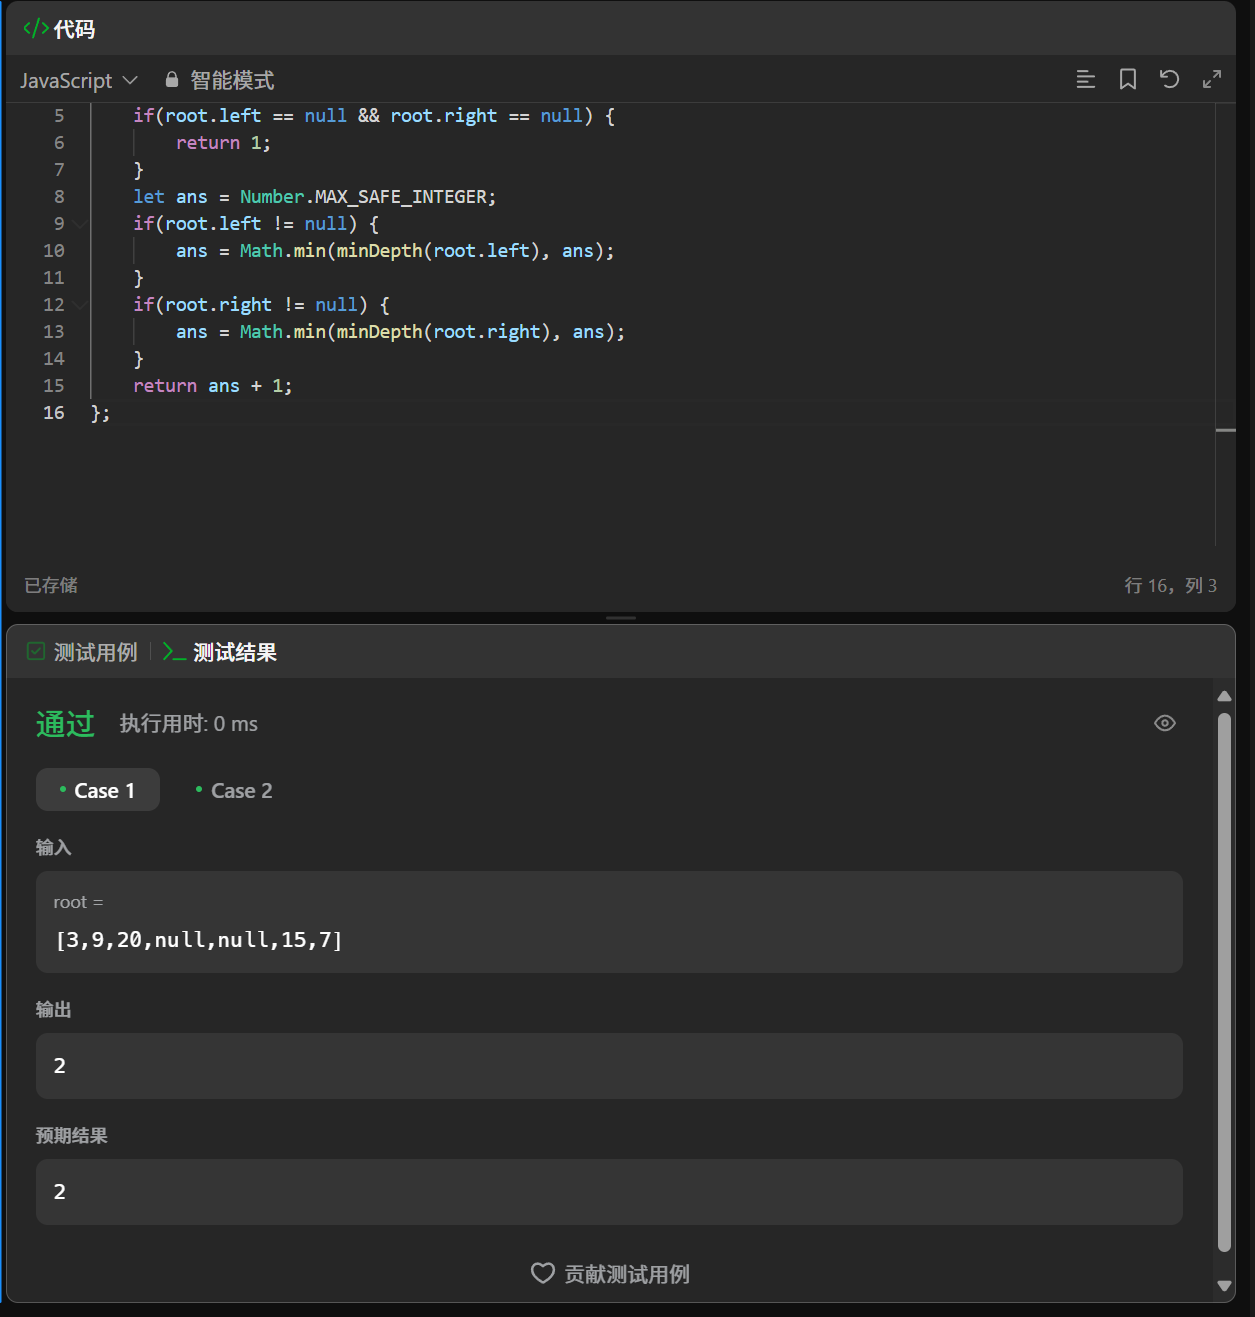 </>代码
JavaScript 智能模式
5 if(root.left == null && root.right == null) {
6 return 1;
7 }
8 let ans = Number.MAX_SAFE_INTEGER;
9 if(root.left != null) {
10 ans = Math.min(minDepth(root.left), ans);
11 }
12 if(root.right != null) {
13 ans = Math.min(minDepth(root.right), ans);
14 }
15 return ans + 1;
16 };
已存储 行 16，列 3
测试用例 >_ 测试结果
通过 执行用时: 0 ms
• Case 1 • Case 2
输入
root =
[3,9,20,null,null,15,7]
输出
2
预期结果
2
贡献测试用例